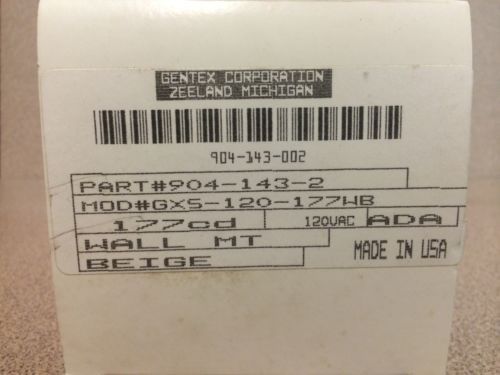 GENTEX CORPORATION
ZEELAND MICHIGAN
904-143-002
PART#904-143-2
MOD#GXS-120-177WB
177cd 120VAC ADA
WALL MT
BEIGE MADE IN USA